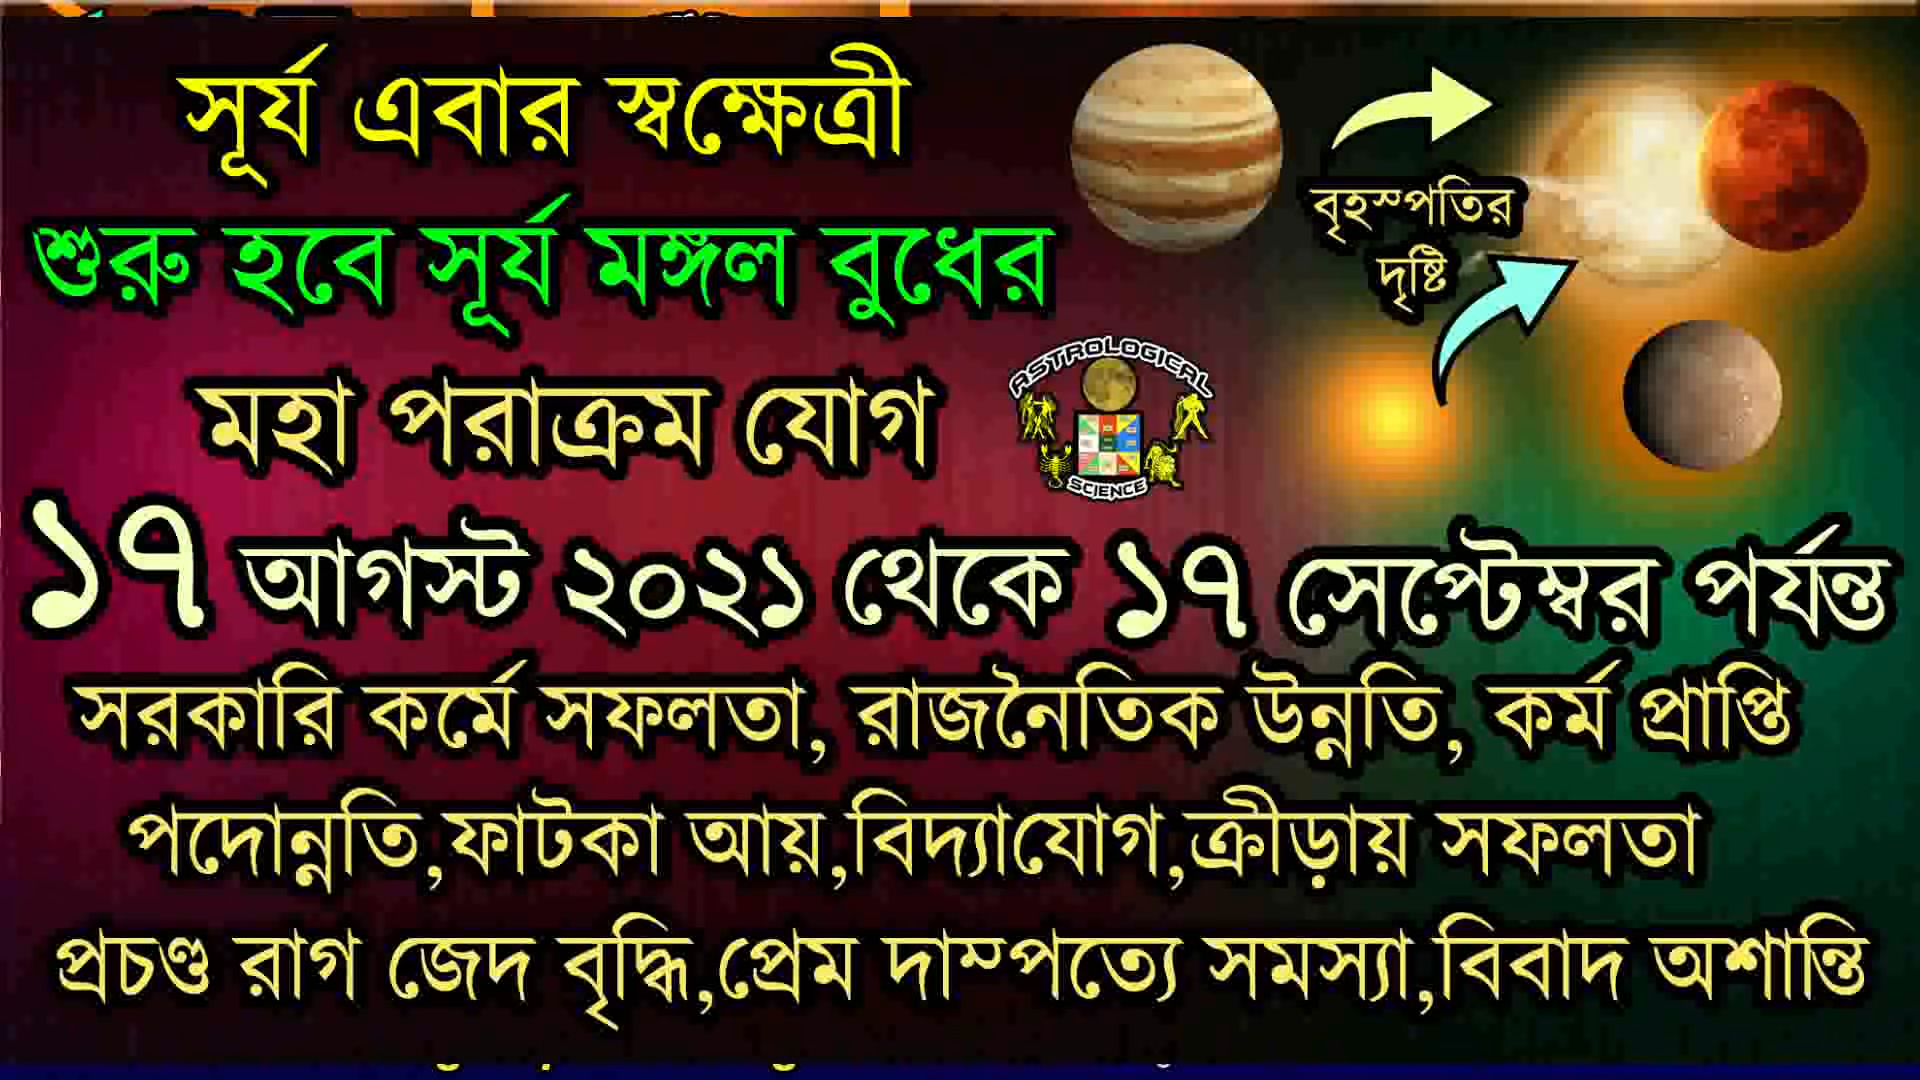 সূর্য এবার স্বক্ষেত্রী
শুরু হবে সূর্য মঙ্গল বুধের
মহা পরাক্রম যোগ
বৃহস্পতির
দৃষ্টি
ASTROLOGICAL
SCIENCE
১৭ আগস্ট ২০২১ থেকে ১৭ সেপ্টেম্বর পর্যন্ত
সরকারি কর্মে সফলতা, রাজনৈতিক উন্নতি, কর্ম প্রাপ্তি
পদোন্নতি,ফাটকা আয়,বিদ্যাযোগ,ক্রীড়ায় সফলতা
প্রচণ্ড রাগ জেদ বৃদ্ধি,প্রেম দাম্পত্যে সমস্যা,বিবাদ অশান্তি